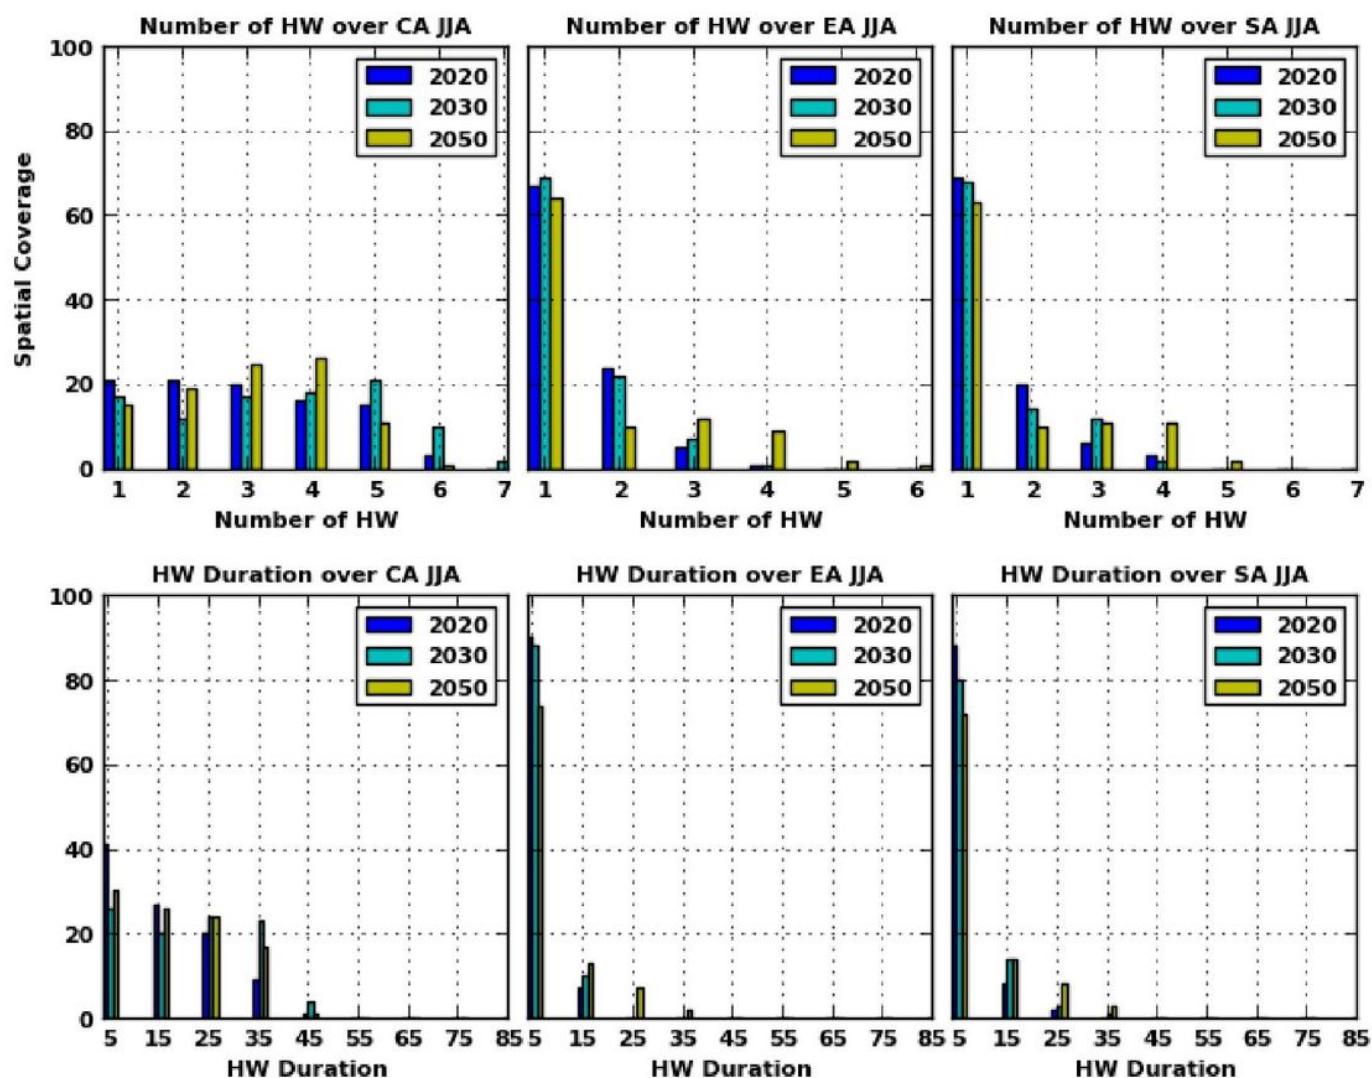 Number of HW over CA JJA
Number of HW over EA JJA
Number of HW over SA JJA
Spatial Coverage
100
80
60
40
20
0
2020
2030
2050
2020
2030
2050
2020
2030
2050
1 2 3 4 5 6 7
1 2 3 4 5 6
1 2 3 4 5 6 7
Number of HW
Number of HW
Number of HW
HW Duration over CA JJA
HW Duration over EA JJA
HW Duration over SA JJA
100
80
60
40
20
0
2020
2030
2050
2020
2030
2050
2020
2030
2050
5 15 25 35 45 55 65 75 85
5 15 25 35 45 55 65 75 85
5 15 25 35 45 55 65 75 85
HW Duration
HW Duration
HW Duration